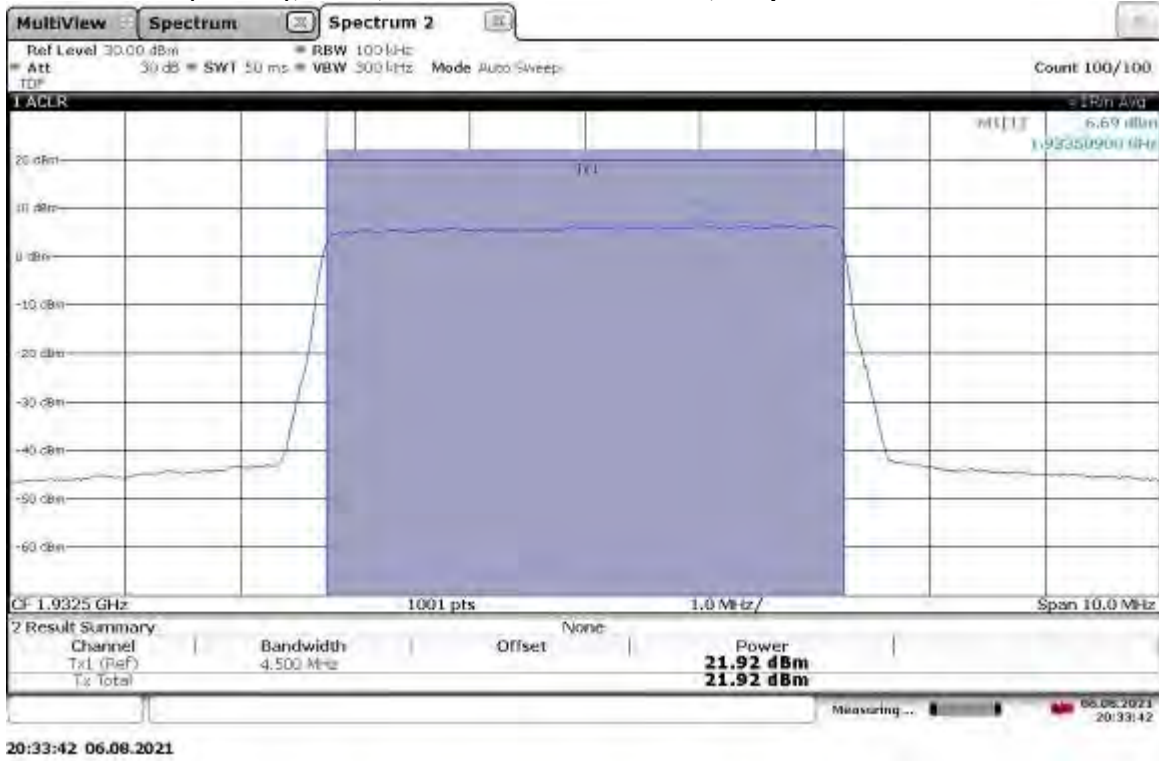 MultiView Spectrum Spectrum 2
Ref Level 30.00 dBm RBW 100 kHz
Att 30 dB SWT 50 ms VBW 300 kHz Mode Auto Sweep Count 100/100
TDF
1 ACLR 1Rm Avg
M1[1] 6.69 dBm
1.93350900 GHz
20 dBm
Tx1
10 dBm
0 dBm
-10 dBm
-20 dBm
-30 dBm
-40 dBm
-50 dBm
-60 dBm
CF 1.9325 GHz 1001 pts 1.0 MHz/ Span 10.0 MHz
2 Result Summary None
Channel Bandwidth Offset Power
Tx1 (Ref) 4.500 MHz 21.92 dBm
Tx Total 21.92 dBm
Measuring... 06.08.2021
20:33:42
20:33:42 06.08.2021